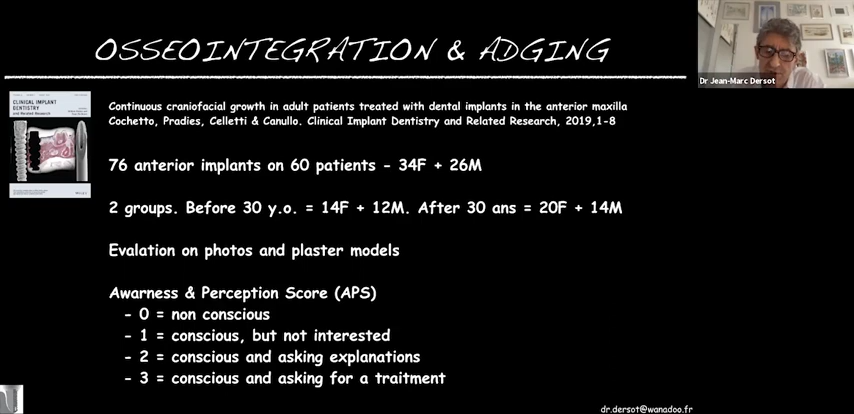 OSSEOINTEGRATION & ADGING
Dr Jean-Marc Dersot
CLINICAL IMPLANT
DENTISTRY
and Related Research
Continuous craniofacial growth in adult patients treated with dental implants in the anterior maxilla
Cochetto, Pradies, Celletti & Canullo. Clinical Implant Dentistry and Related Research, 2019,1-8
76 anterior implants on 60 patients - 34F + 26M
2 groups. Before 30 y.o. = 14F + 12M. After 30 ans = 20F + 14M
Evalation on photos and plaster models
Awarness & Perception Score (APS)
- 0 = non conscious
- 1 = conscious, but not interested
- 2 = conscious and asking explanations
- 3 = conscious and asking for a traitment
dr.dersot@wanadoo.fr